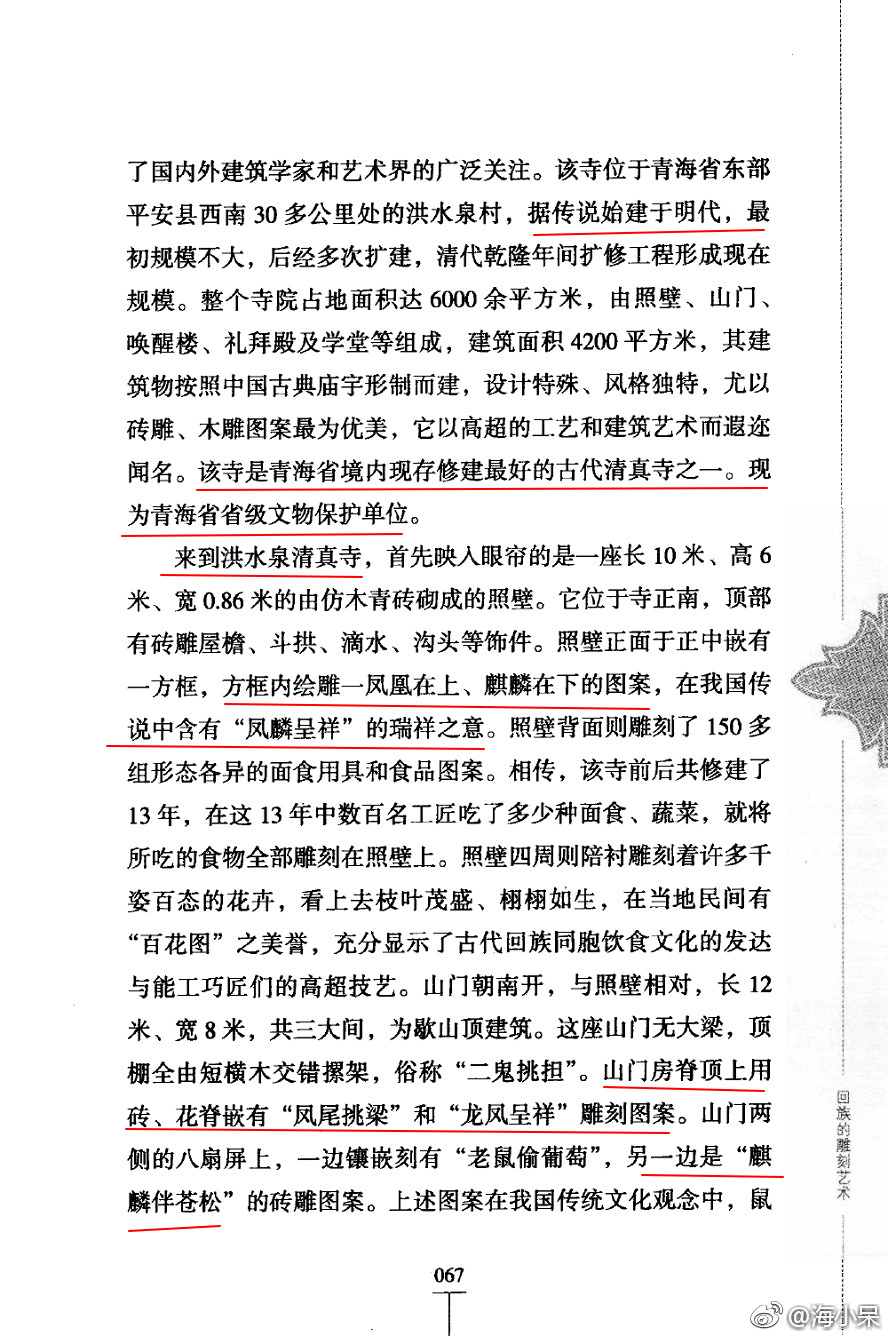 了国内外建筑学家和艺术界的广泛关注。该寺位于青海省东部
平安县西南 30 多公里处的洪水泉村，据传说始建于明代，最
初规模不大，后经多次扩建，清代乾隆年间扩修工程形成现在
规模。整个寺院占地面积达 6000 余平方米，由照壁、山门、
唤醒楼、礼拜殿及学堂等组成，建筑面积 4200 平方米，其建
筑物按照中国古典庙宇形制而建，设计特殊、风格独特，尤以
砖雕、木雕图案最为优美，它以高超的工艺和建筑艺术而遐迩
闻名。该寺是青海省境内现存修建最好的古代清真寺之一。现
为青海省省级文物保护单位。
来到洪水泉清真寺，首先映入眼帘的是一座长 10 米、高 6
米、宽 0.86 米的由仿木青砖砌成的照壁。它位于寺正南，顶部
有砖雕屋檐、斗拱、滴水、沟头等饰件。照壁正面于正中嵌有
一方框，方框内绘雕一凤凰在上、麒麟在下的图案，在我国传
说中含有“凤麟呈祥”的瑞祥之意。照壁背面则雕刻了 150 多
组形态各异的面食用具和食品图案。相传，该寺前后共修建了
13 年，在这 13 年中数百名工匠吃了多少种面食、蔬菜，就将
所吃的食物全部雕刻在照壁上。照壁四周则陪衬雕刻着许多千
姿百态的花卉，看上去枝叶茂盛、栩栩如生，在当地民间有
“百花图”之美誉，充分显示了古代回族同胞饮食文化的发达
与能工巧匠们的高超技艺。山门朝南开，与照壁相对，长 12
米、宽 8 米，共三大间，为歇山顶建筑。这座山门无大梁，顶
棚全由短横木交错摞架，俗称“二鬼挑担”。山门房脊顶上用
砖、花脊嵌有“凤尾挑梁”和“龙凤呈祥”雕刻图案。山门两
侧的八扇屏上，一边镶嵌刻有“老鼠偷葡萄”，另一边是“麒
麟伴苍松”的砖雕图案。上述图案在我国传统文化观念中，鼠
回族的雕刻艺术
067
@海小呆